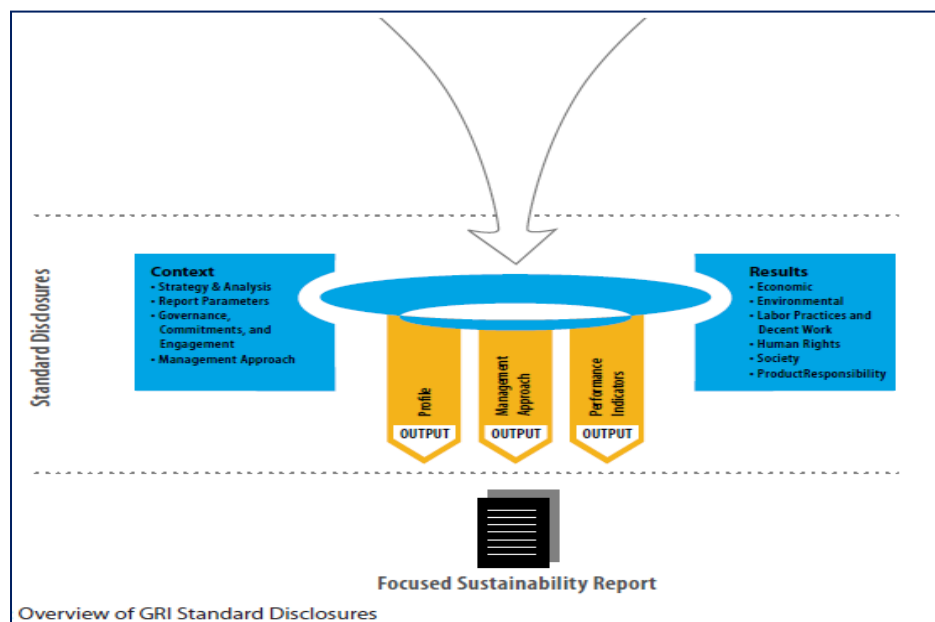 Standard Disclosures
Context
• Strategy & Analysis
• Report Parameters
• Governance,
Commitments, and
Engagement
• Management Approach
Profile
OUTPUT
Management
Approach
OUTPUT
Performance
Indicators
OUTPUT
Results
• Economic
• Environmental
• Labor Practices and
Decent Work
• Human Rights
• Society
• ProductResponsibility
Focused Sustainability Report
Overview of GRI Standard Disclosures